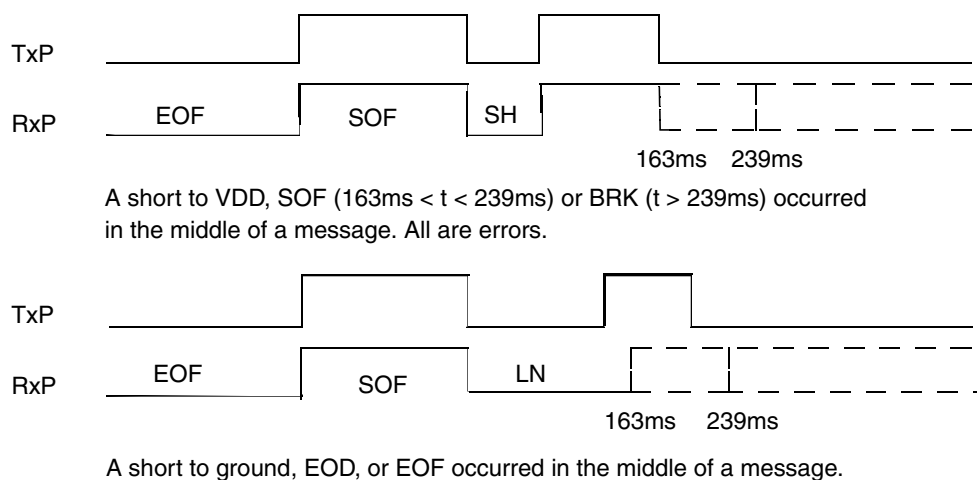 TxP
RxP EOF SOF SH
163ms 239ms
A short to VDD, SOF (163ms < t < 239ms) or BRK (t > 239ms) occurred
in the middle of a message. All are errors.
TxP
RxP EOF SOF LN
163ms 239ms
A short to ground, EOD, or EOF occurred in the middle of a message.